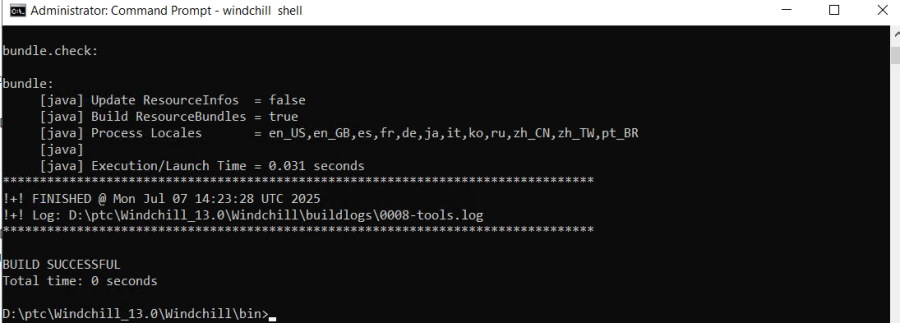 Administrator: Command Prompt - windchill shell
bundle.check:
bundle:
[java] Update ResourceInfos = false
[java] Build ResourceBundles = true
[java] Process Locales = en_US,en_GB,es,fr,de,ja,it,ko,ru,zh_CN,zh_TW,pt_BR
[java]
[java] Execution/Launch Time = 0.031 seconds
********************************************************************************
!+! FINISHED @ Mon Jul 07 14:23:28 UTC 2025
!+! Log: D:\ptc\Windchill_13.0\Windchill\buildlogs\0008-tools.log
********************************************************************************
BUILD SUCCESSFUL
Total time: 0 seconds
D:\ptc\Windchill_13.0\Windchill\bin>